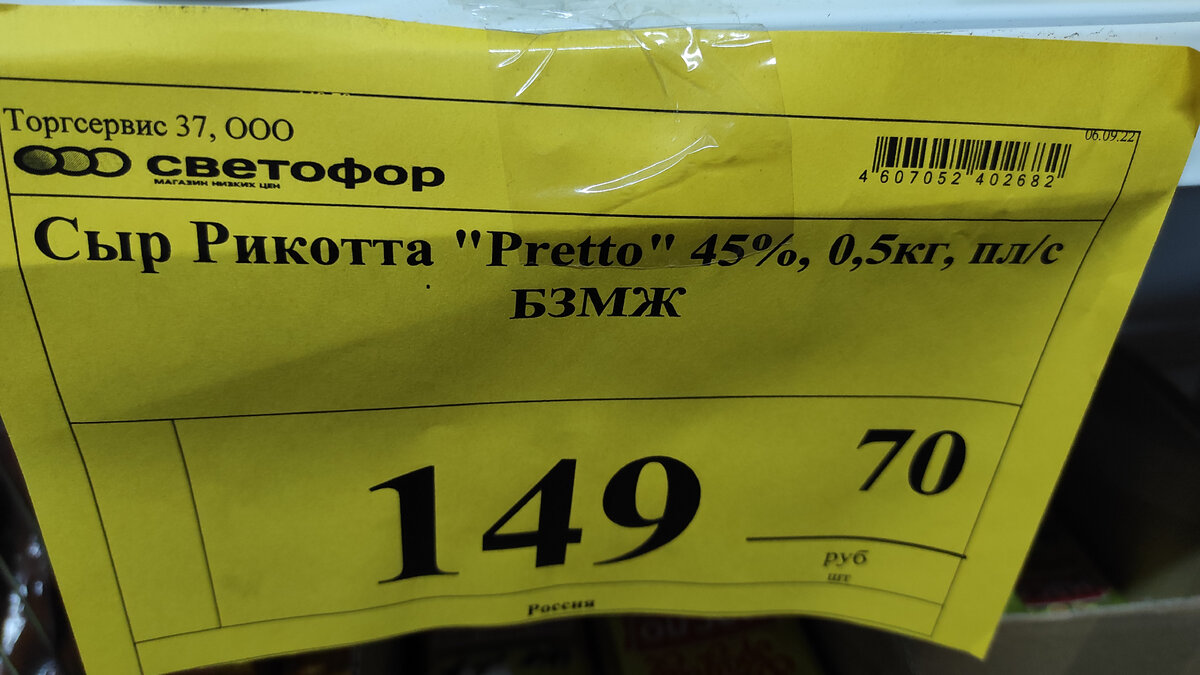 Торгсервис 37, ООО
06.09.22
светофор
МАГАЗИН НИЗКИХ ЦЕН
4 607052 402682
Сыр Рикотта "Pretto" 45%, 0,5кг, пл/с
БЗМЖ
149 70
руб
шт
Россия